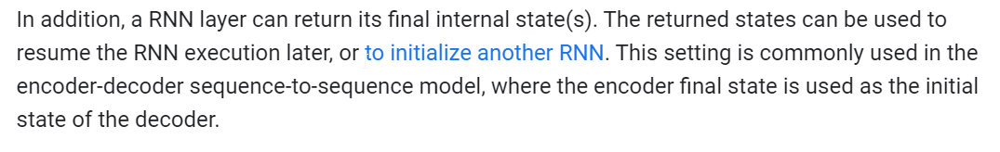 In addition, a RNN layer can return its final internal state(s). The returned states can be used to
resume the RNN execution later, or to initialize another RNN. This setting is commonly used in the
encoder-decoder sequence-to-sequence model, where the encoder final state is used as the initial
state of the decoder.